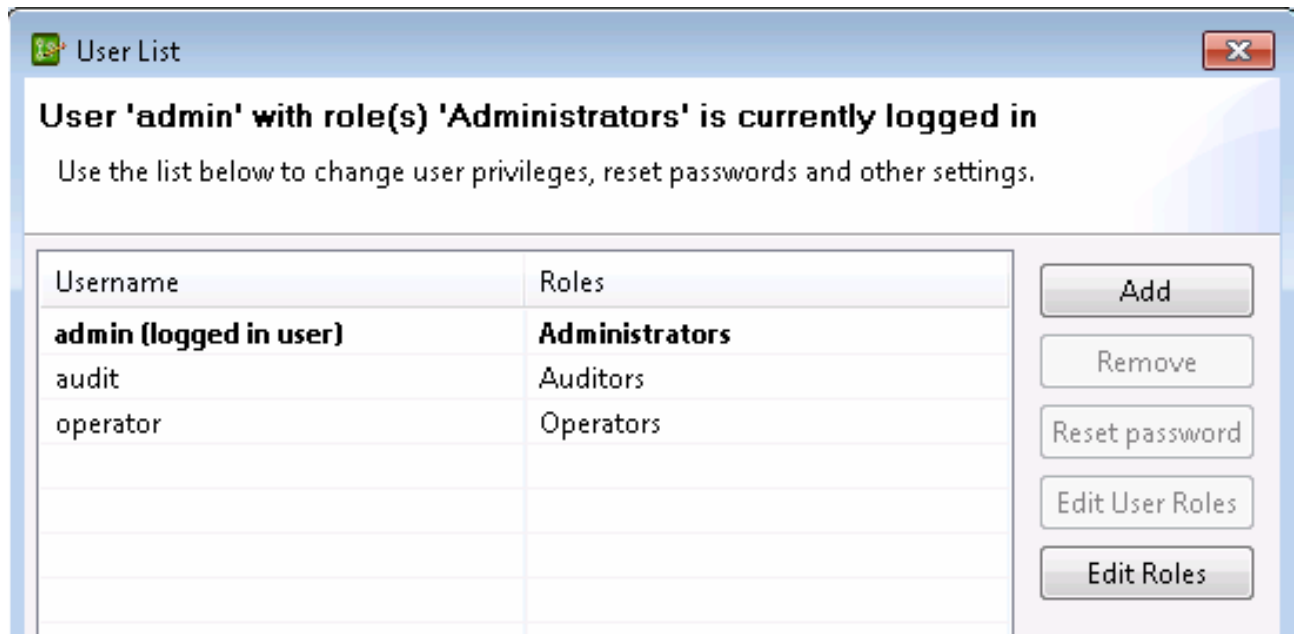 User List
User 'admin' with role(s) 'Administrators' is currently logged in
Use the list below to change user privileges, reset passwords and other settings.
Username Roles
admin (logged in user) Administrators
audit Auditors
operator Operators
Add
Remove
Reset password
Edit User Roles
Edit Roles